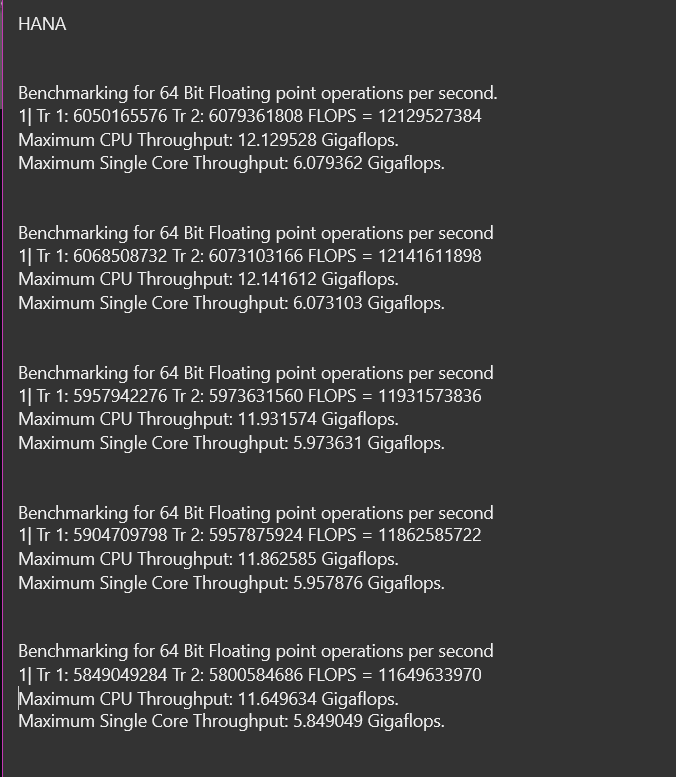 HANA
Benchmarking for 64 Bit Floating point operations per second.
1| Tr 1: 6050165576 Tr 2: 6079361808 FLOPS = 12129527384
Maximum CPU Throughput: 12.129528 Gigaflops.
Maximum Single Core Throughput: 6.079362 Gigaflops.
Benchmarking for 64 Bit Floating point operations per second
1| Tr 1: 6068508732 Tr 2: 6073103166 FLOPS = 12141611898
Maximum CPU Throughput: 12.141612 Gigaflops.
Maximum Single Core Throughput: 6.073103 Gigaflops.
Benchmarking for 64 Bit Floating point operations per second
1| Tr 1: 5957942276 Tr 2: 5973631560 FLOPS = 11931573836
Maximum CPU Throughput: 11.931574 Gigaflops.
Maximum Single Core Throughput: 5.973631 Gigaflops.
Benchmarking for 64 Bit Floating point operations per second
1| Tr 1: 5904709798 Tr 2: 5957875924 FLOPS = 11862585722
Maximum CPU Throughput: 11.862585 Gigaflops.
Maximum Single Core Throughput: 5.957876 Gigaflops.
Benchmarking for 64 Bit Floating point operations per second
1| Tr 1: 5849049284 Tr 2: 5800584686 FLOPS = 11649633970
Maximum CPU Throughput: 11.649634 Gigaflops.
Maximum Single Core Throughput: 5.849049 Gigaflops.